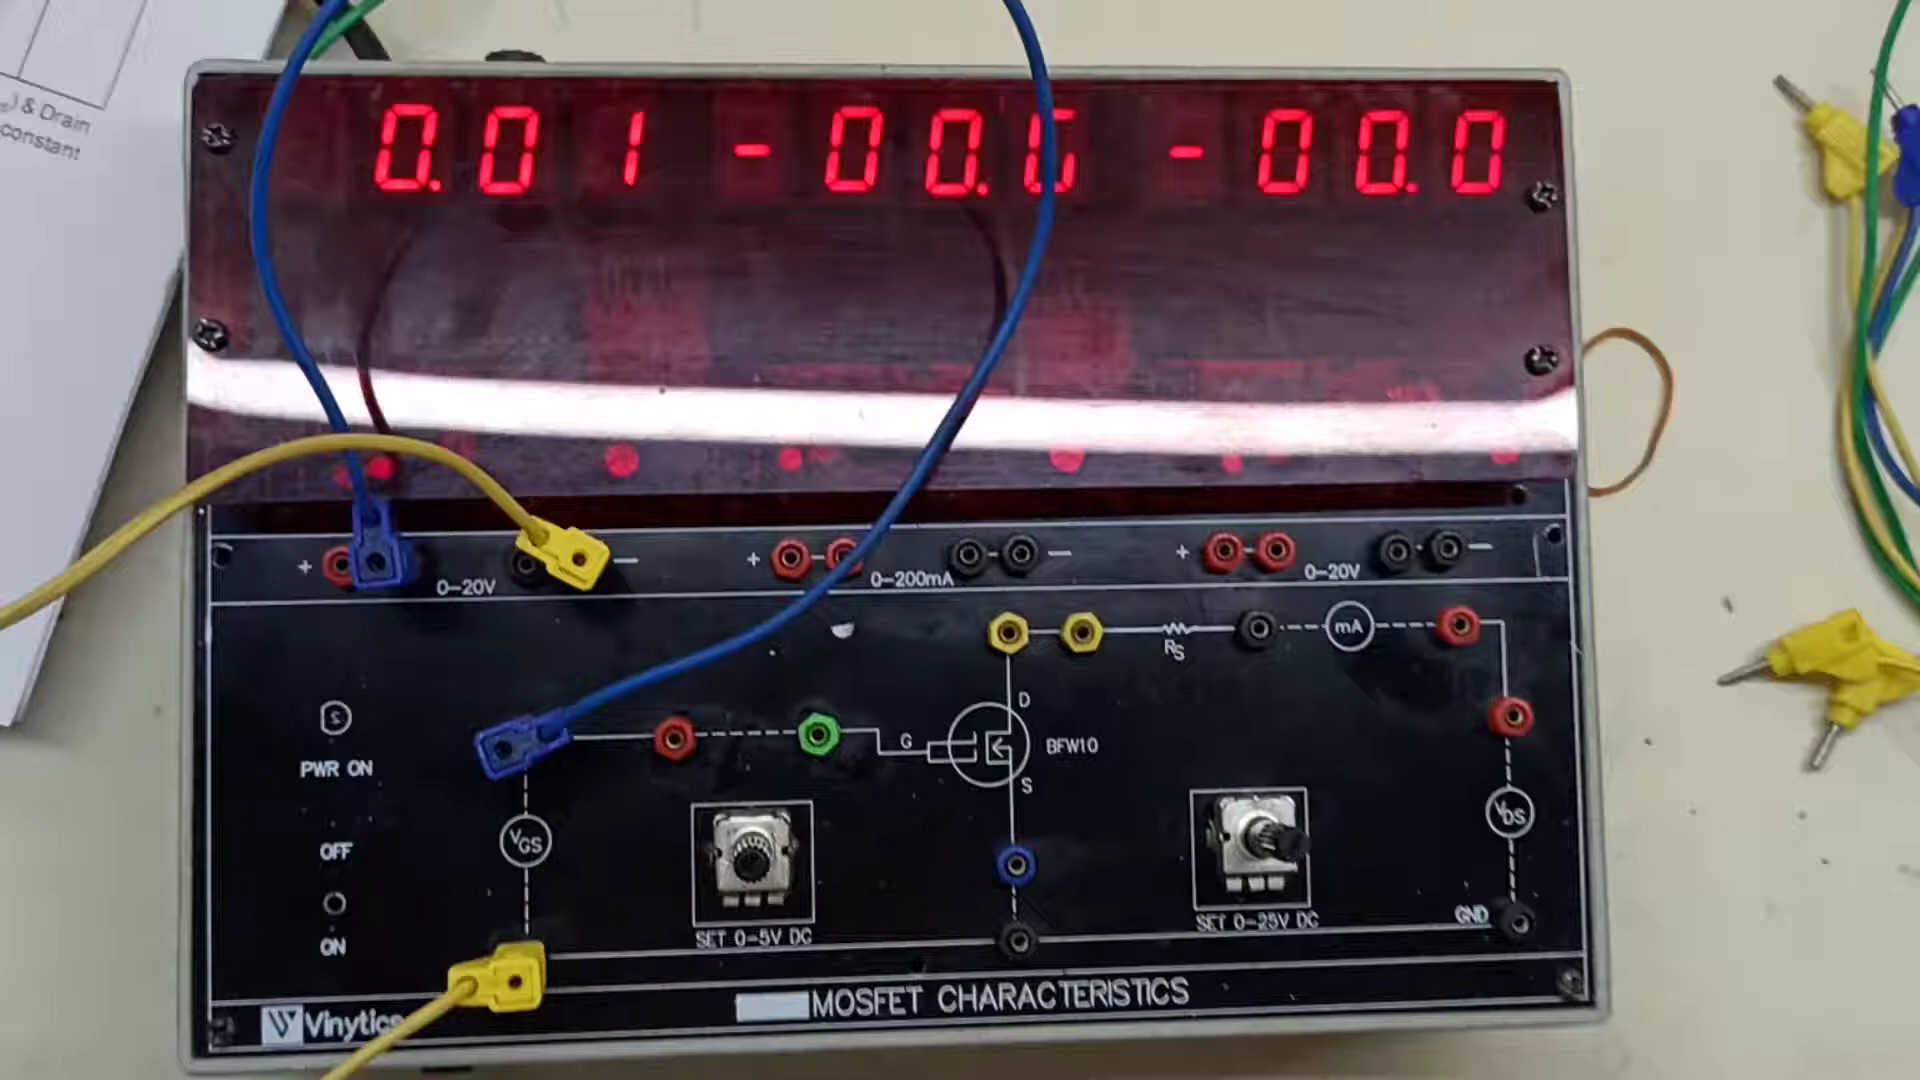 ) & Drain
constant
0.01 -00.0 -00.0
+ 0-20V — + 0-200mA — + 0-20V —
RS mA
D
G BFW10
S
PWR ON
VGS VDS
OFF
ON
SET 0-5V DC SET 0-25V DC GND
Vinytics MOSFET CHARACTERISTICS